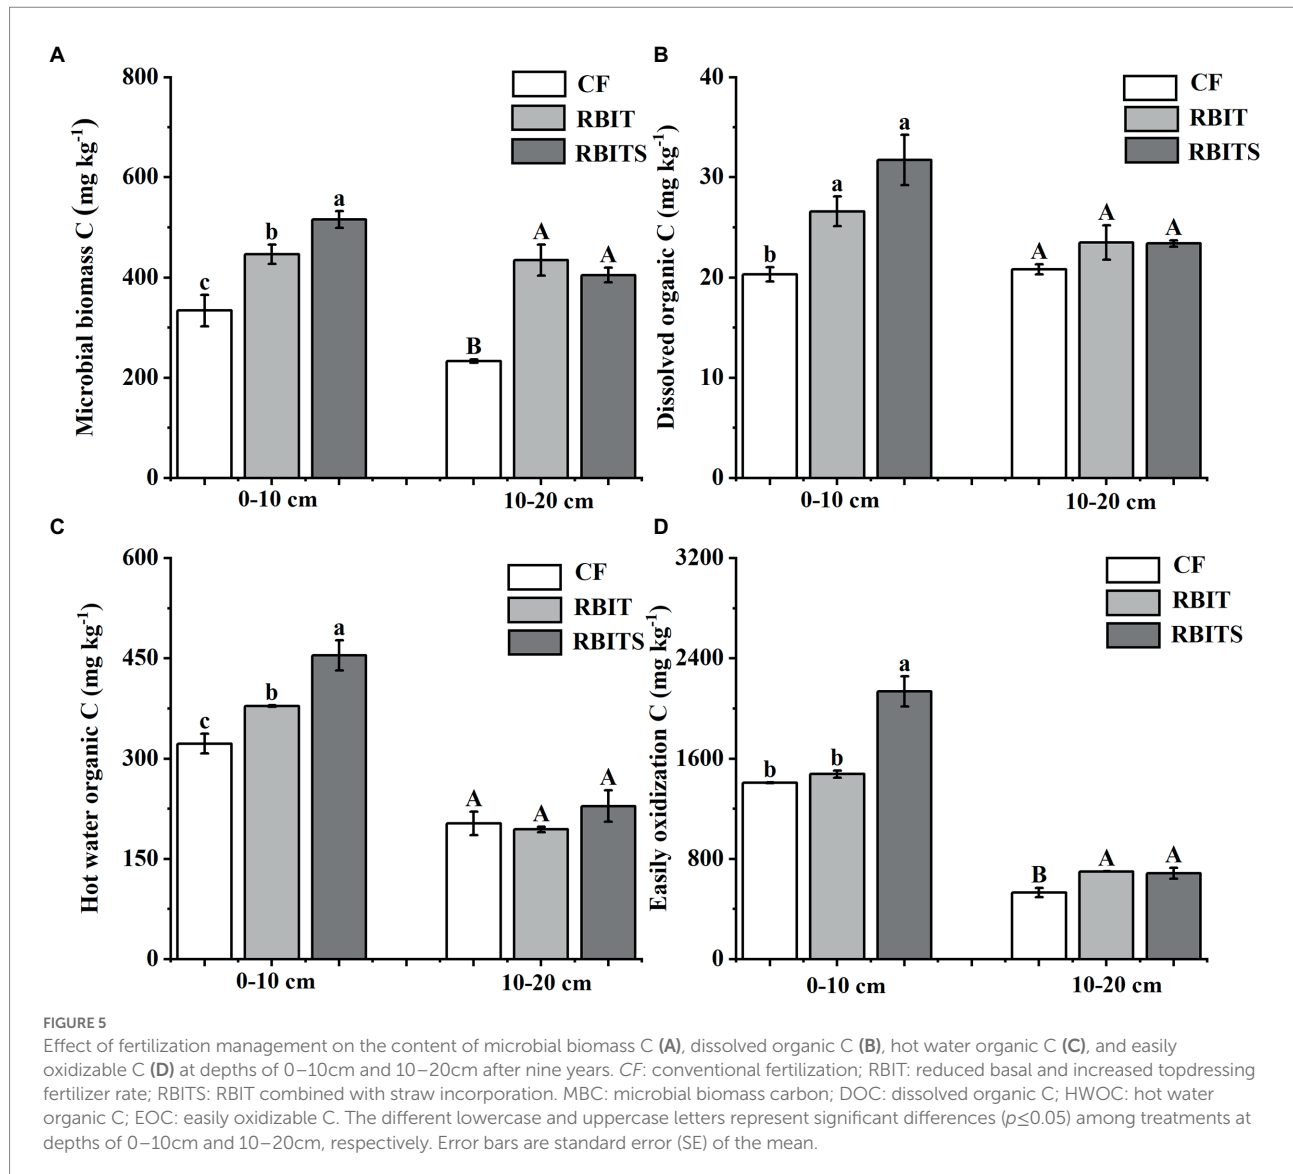 A
800
600
400
200
0
Microbial biomass C (mg kg⁻¹)
CF
RBIT
RBITS
c
b
a
B
A
A
0-10 cm
10-20 cm
B
40
30
20
10
0
Dissolved organic C (mg kg⁻¹)
CF
RBIT
RBITS
b
a
a
A
A
A
0-10 cm
10-20 cm
C
600
450
300
150
0
Hot water organic C (mg kg⁻¹)
CF
RBIT
RBITS
c
b
a
A
A
A
0-10 cm
10-20 cm
D
3200
2400
1600
800
0
Easily oxidization C (mg kg⁻¹)
CF
RBIT
RBITS
b
b
a
B
A
A
0-10 cm
10-20 cm
FIGURE 5
Effect of fertilization management on the content of microbial biomass C (A), dissolved organic C (B), hot water organic C (C), and easily
oxidizable C (D) at depths of 0–10cm and 10–20cm after nine years. CF: conventional fertilization; RBIT: reduced basal and increased topdressing
fertilizer rate; RBITS: RBIT combined with straw incorporation. MBC: microbial biomass carbon; DOC: dissolved organic C; HWOC: hot water
organic C; EOC: easily oxidizable C. The different lowercase and uppercase letters represent significant differences (p≤0.05) among treatments at
depths of 0–10cm and 10–20cm, respectively. Error bars are standard error (SE) of the mean.